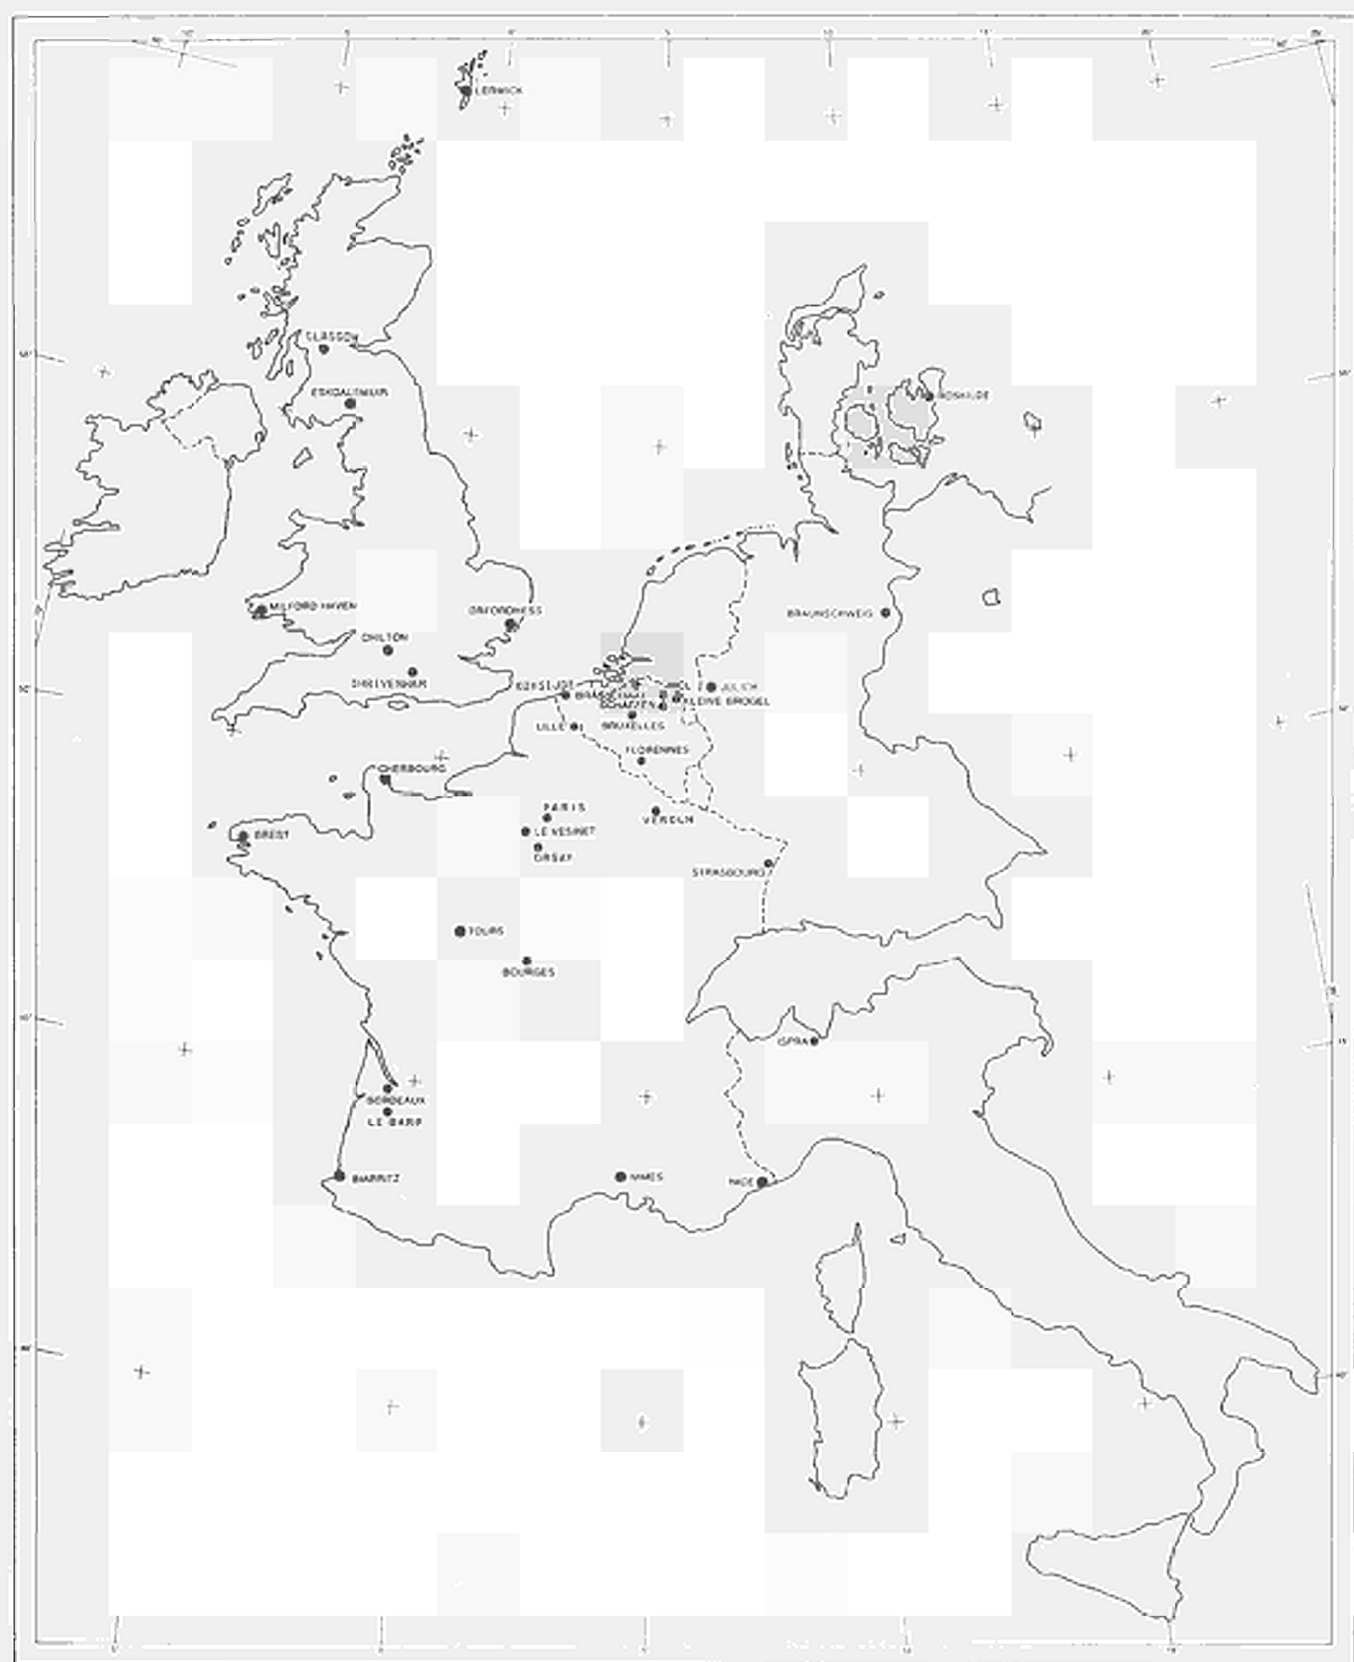 LERWICK
GLASGOW
ESKDALEMUIR
ROSKILDE
MILFORD HAVEN
ORFORDNESS
BRAUNSCHWEIG
CHILTON
SHRIVENHAM
JULICH
KLEINE BROGEL
SCHAFFEN
LILLE
BRUXELLES
FLORENNES
CHERBOURG
PARIS
VERDUN
BREST
LE VESINET
ORSAY
STRASBOURG
TOURS
BOURGES
ISPRA
BORDEAUX
LE BARP
BIARRITZ
NIMES
NICE